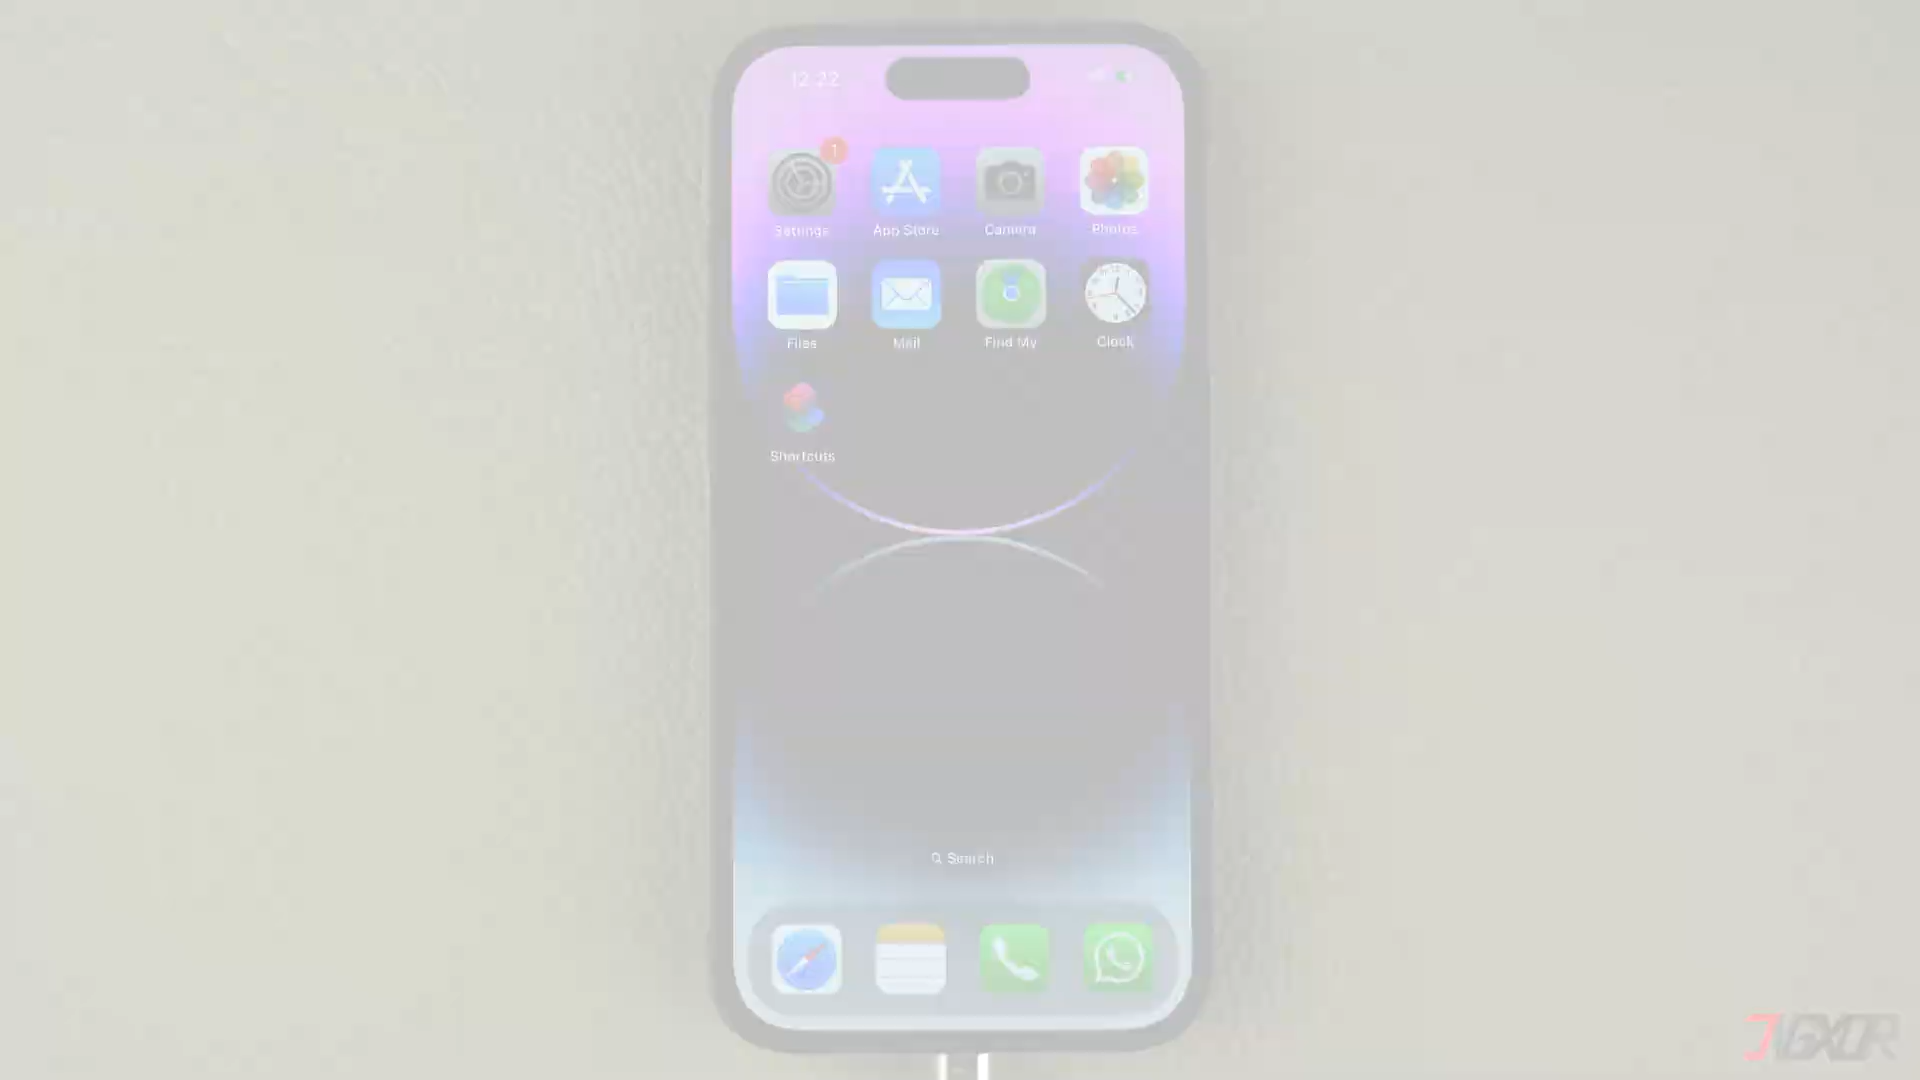 12:22
1
Settings
App Store
Camera
Photos
Files
Mail
Find My
Clock
Shortcuts
Search